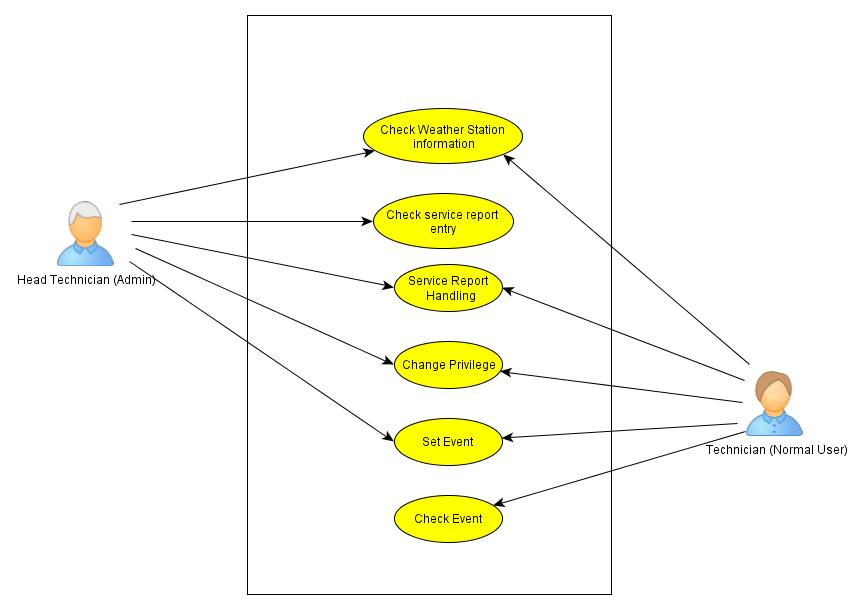 Check Weather Station
information
Check service report
entry
Head Technician (Admin)
Service Report
Handling
Change Privilege
Set Event
Technician (Normal User)
Check Event